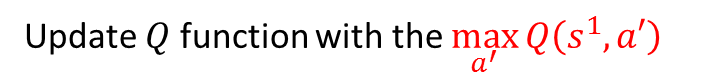 Update Q function with the max Q(s¹, a′)
a′